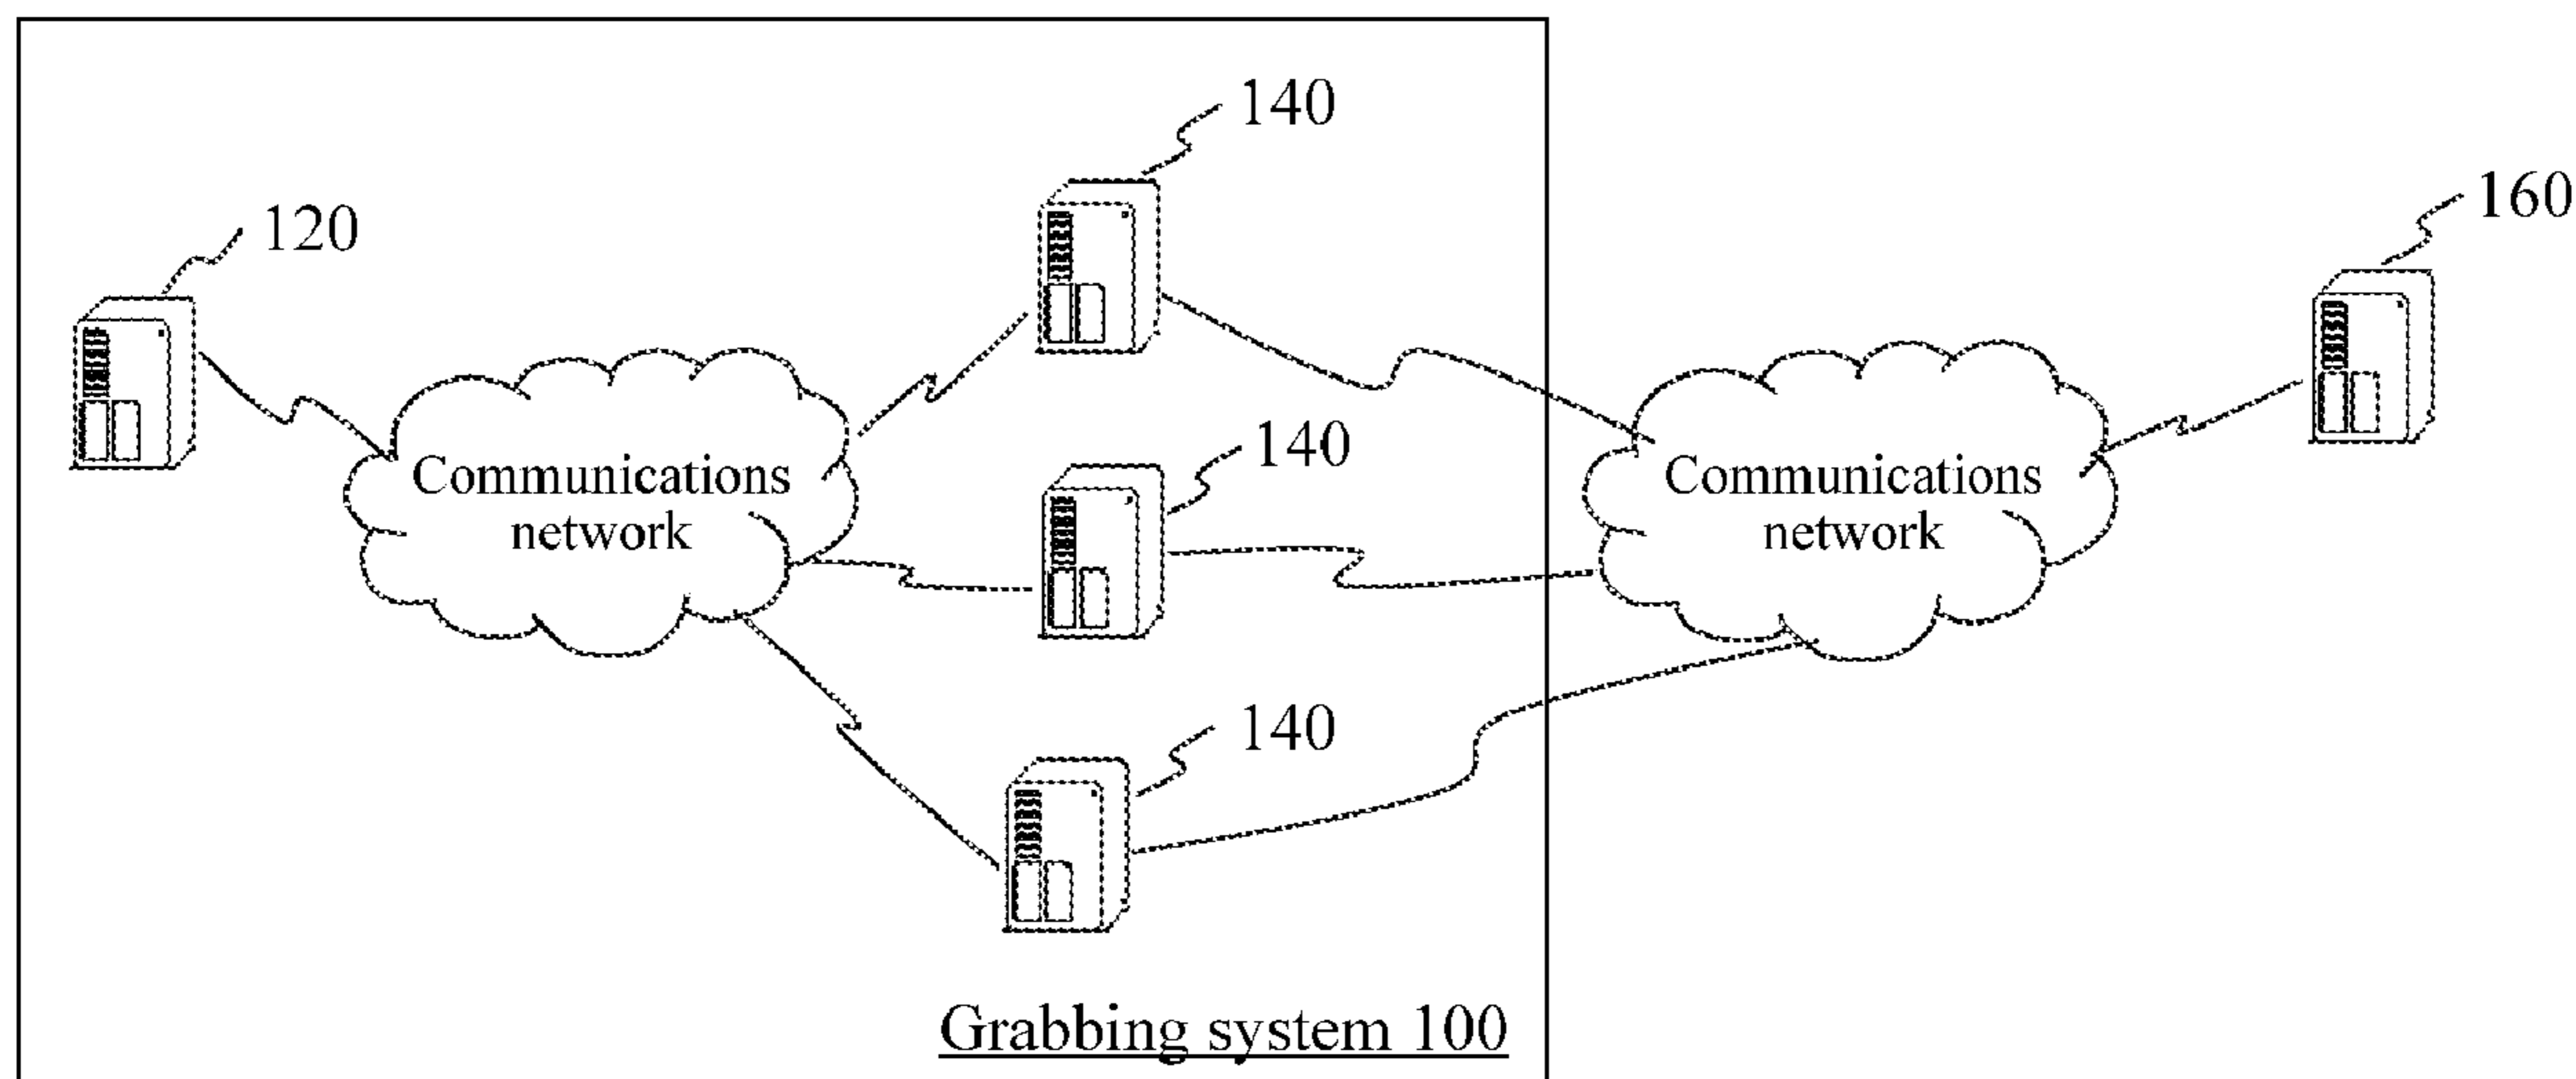 140
160
120
140
Communications
network
Communications
network
140
Grabbing system 100